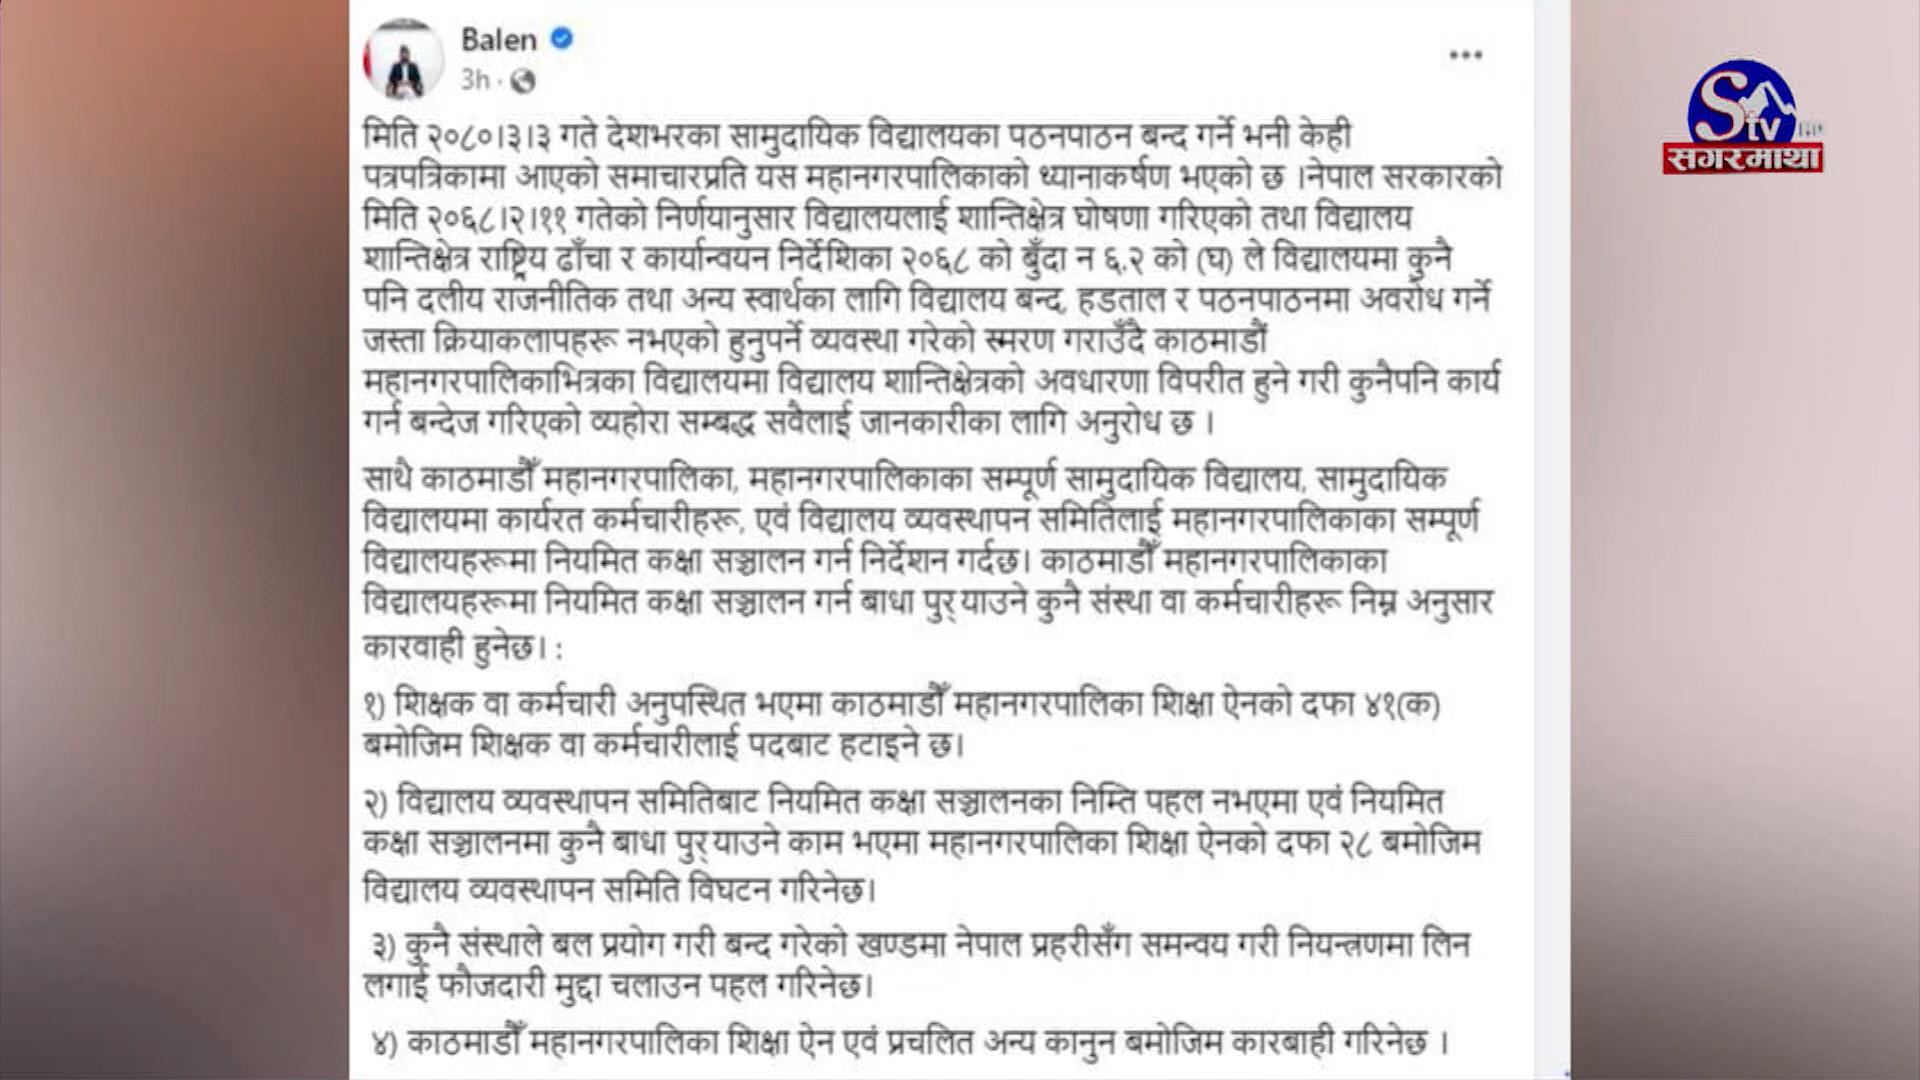 Balen
3h
मिति २०८०।३।३ गते देशभरका सामुदायिक विद्यालयका पठनपाठन बन्द गर्ने भनी केही
पत्रपत्रिकामा आएको समाचारप्रति यस महानगरपालिकाको ध्यानाकर्षण भएको छ ।नेपाल सरकारको
मिति २०६८।२।११ गतेको निर्णयानुसार विद्यालयलाई शान्तिक्षेत्र घोषणा गरिएको तथा विद्यालय
शान्तिक्षेत्र राष्ट्रिय ढाँचा र कार्यान्वयन निर्देशिका २०६८ को बुँदा न ६.२ को (घ) ले विद्यालयमा कुनै
पनि दलीय राजनीतिक तथा अन्य स्वार्थका लागि विद्यालय बन्द, हडताल र पठनपाठनमा अवरोध गर्ने
जस्ता क्रियाकलापहरू नभएको हुनुपर्ने व्यवस्था गरेको स्मरण गराउँदै काठमाडौं
महानगरपालिकाभित्रका विद्यालयमा विद्यालय शान्तिक्षेत्रको अवधारणा विपरीत हुने गरी कुनैपनि कार्य
गर्न बन्देज गरिएको व्यहोरा सम्बद्ध सवैलाई जानकारीका लागि अनुरोध छ ।
साथै काठमाडौँ महानगरपालिका, महानगरपालिकाका सम्पूर्ण सामुदायिक विद्यालय, सामुदायिक
विद्यालयमा कार्यरत कर्मचारीहरू, एवं विद्यालय व्यवस्थापन समितिलाई महानगरपालिकाका सम्पूर्ण
विद्यालयहरूमा नियमित कक्षा सञ्चालन गर्न निर्देशन गर्दछ। काठमाडौँ महानगरपालिकाका
विद्यालयहरूमा नियमित कक्षा सञ्चालन गर्न बाधा पुर्‍याउने कुनै संस्था वा कर्मचारीहरू निम्न अनुसार
कारवाही हुनेछ। :
१) शिक्षक वा कर्मचारी अनुपस्थित भएमा काठमाडौँ महानगरपालिका शिक्षा ऐनको दफा ४१(क)
बमोजिम शिक्षक वा कर्मचारीलाई पदबाट हटाइने छ।
२) विद्यालय व्यवस्थापन समितिबाट नियमित कक्षा सञ्चालनका निम्ति पहल नभएमा एवं नियमित
कक्षा सञ्चालनमा कुनै बाधा पुर्‍याउने काम भएमा महानगरपालिका शिक्षा ऐनको दफा २८ बमोजिम
विद्यालय व्यवस्थापन समिति विघटन गरिनेछ।
३) कुनै संस्थाले बल प्रयोग गरी बन्द गरेको खण्डमा नेपाल प्रहरीसँग समन्वय गरी नियन्त्रणमा लिन
लगाई फौजदारी मुद्दा चलाउन पहल गरिनेछ।
४) काठमाडौँ महानगरपालिका शिक्षा ऐन एवं प्रचलित अन्य कानुन बमोजिम कारबाही गरिनेछ ।
Stv
सगरमाथा